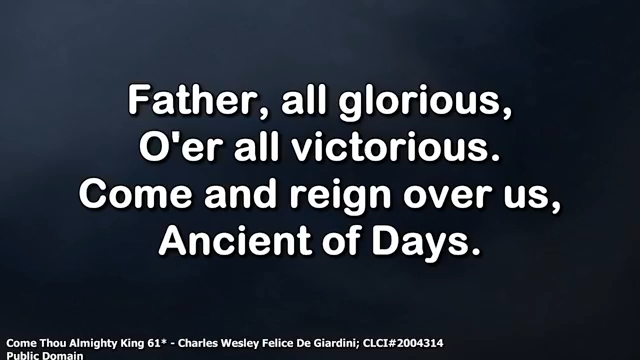 Father, all glorious,
O'er all victorious.
Come and reign over us,
Ancient of Days.
Come Thou Almighty King 61* - Charles Wesley Felice De Giardini; CLCI#2004314
Public Domain